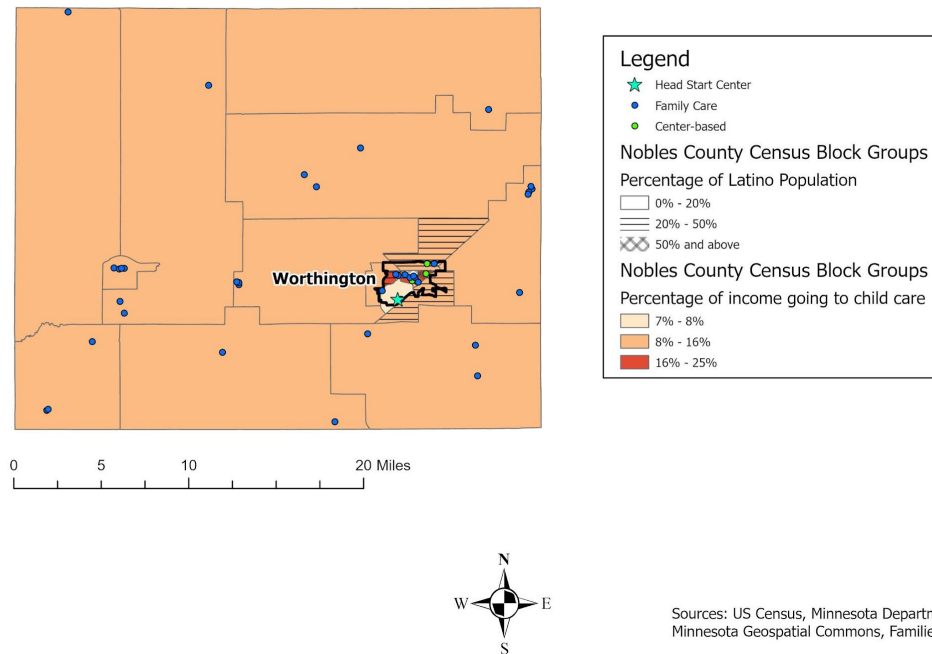 Worthington
0 5 10 20 Miles
Legend
Head Start Center
Family Care
Center-based
Nobles County Census Block Groups
Percentage of Latino Population
0% - 20%
20% - 50%
50% and above
Nobles County Census Block Groups
Percentage of income going to child care
7% - 8%
8% - 16%
16% - 25%
N
W E
S
Sources: US Census, Minnesota Departm
Minnesota Geospatial Commons, Familie